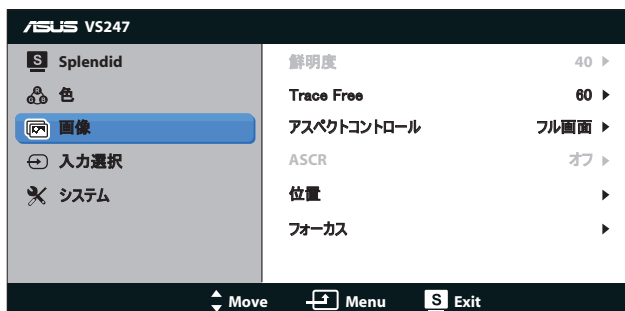 ASUS VS247
S Splendid
色
画像
入力選択
システム
鮮明度 40
Trace Free 60
アスペクトコントロール フル画面
ASCR オフ
位置
フォーカス
Move Menu S Exit